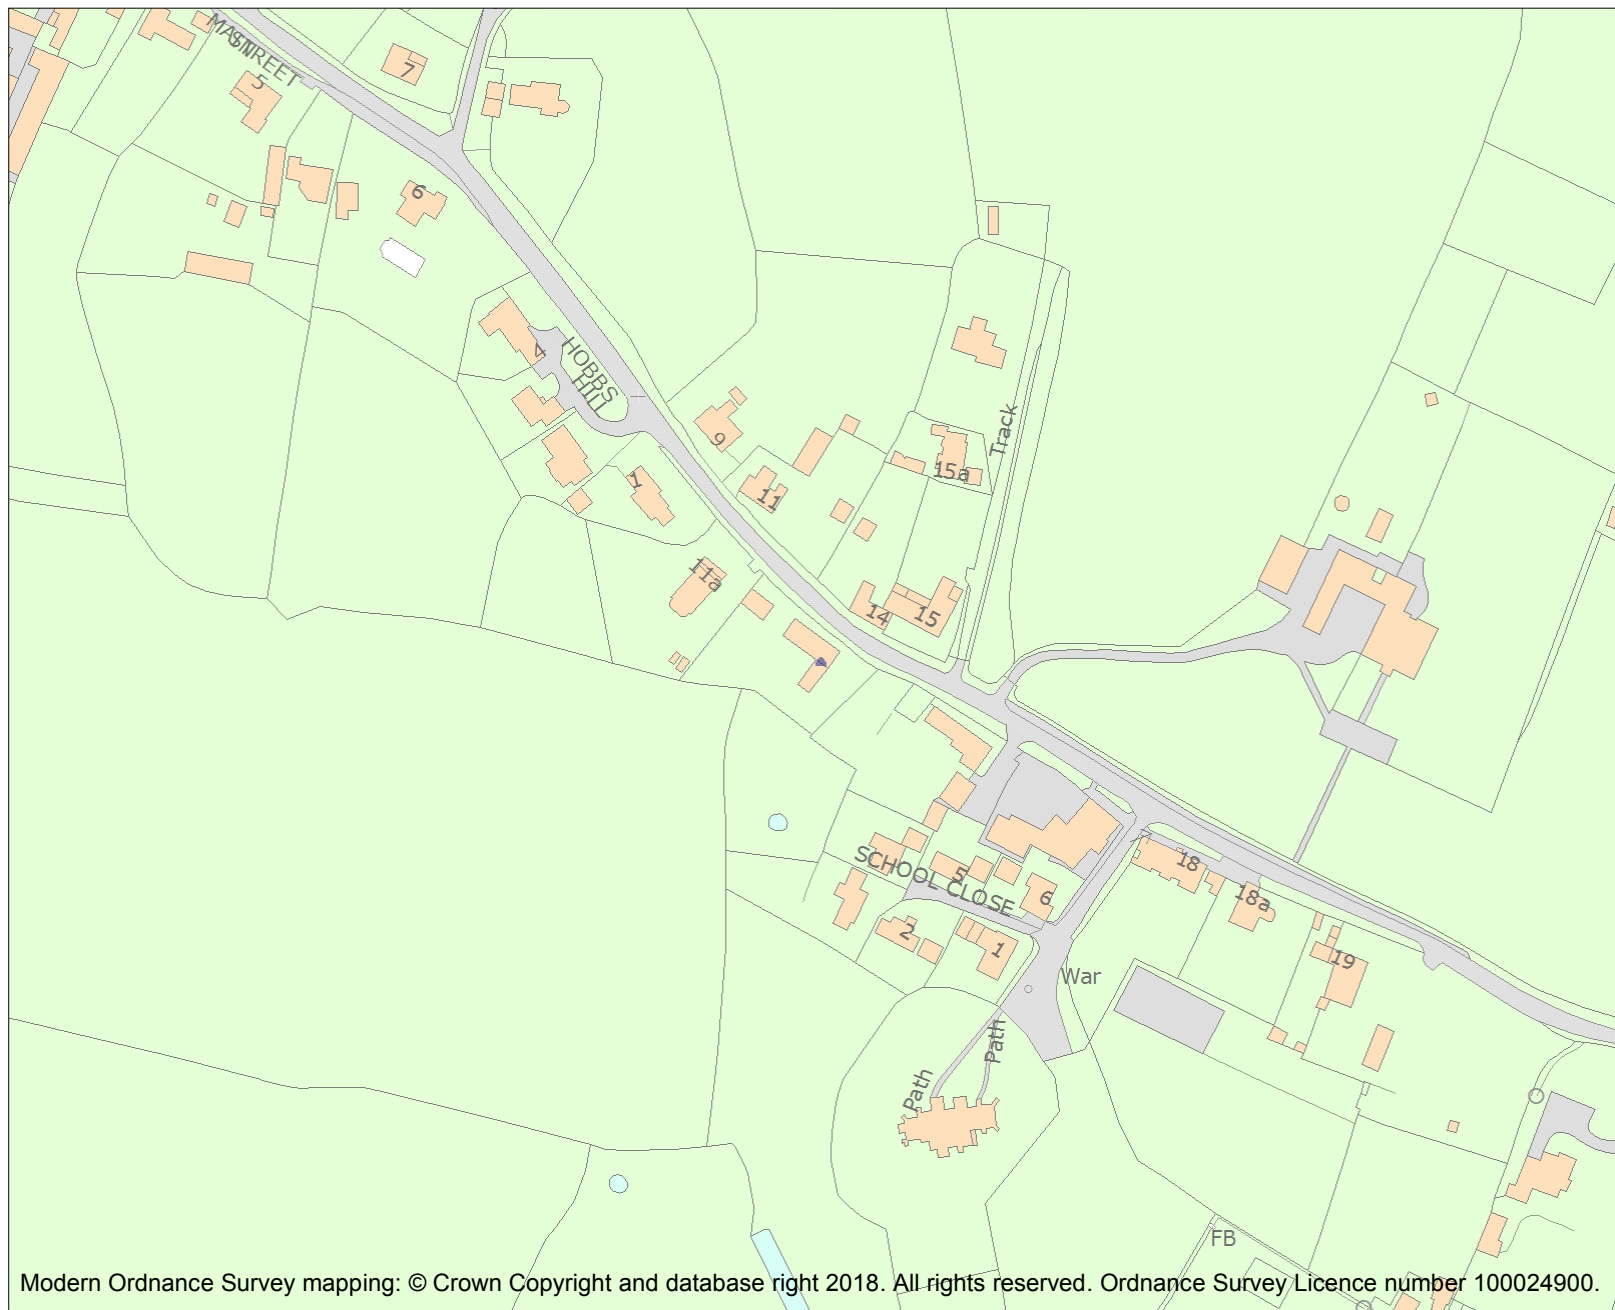 MAIN
STREET
5
7
6
4
HOBBS
HILL
9
1
11
15a
Track
11a
14
15
SCHOOL CLOSE
5
6
18
18a
2
1
19
War
Path
Path
FB
Modern Ordnance Survey mapping: © Crown Copyright and database right 2018. All rights reserved. Ordnance Survey Licence number 100024900.